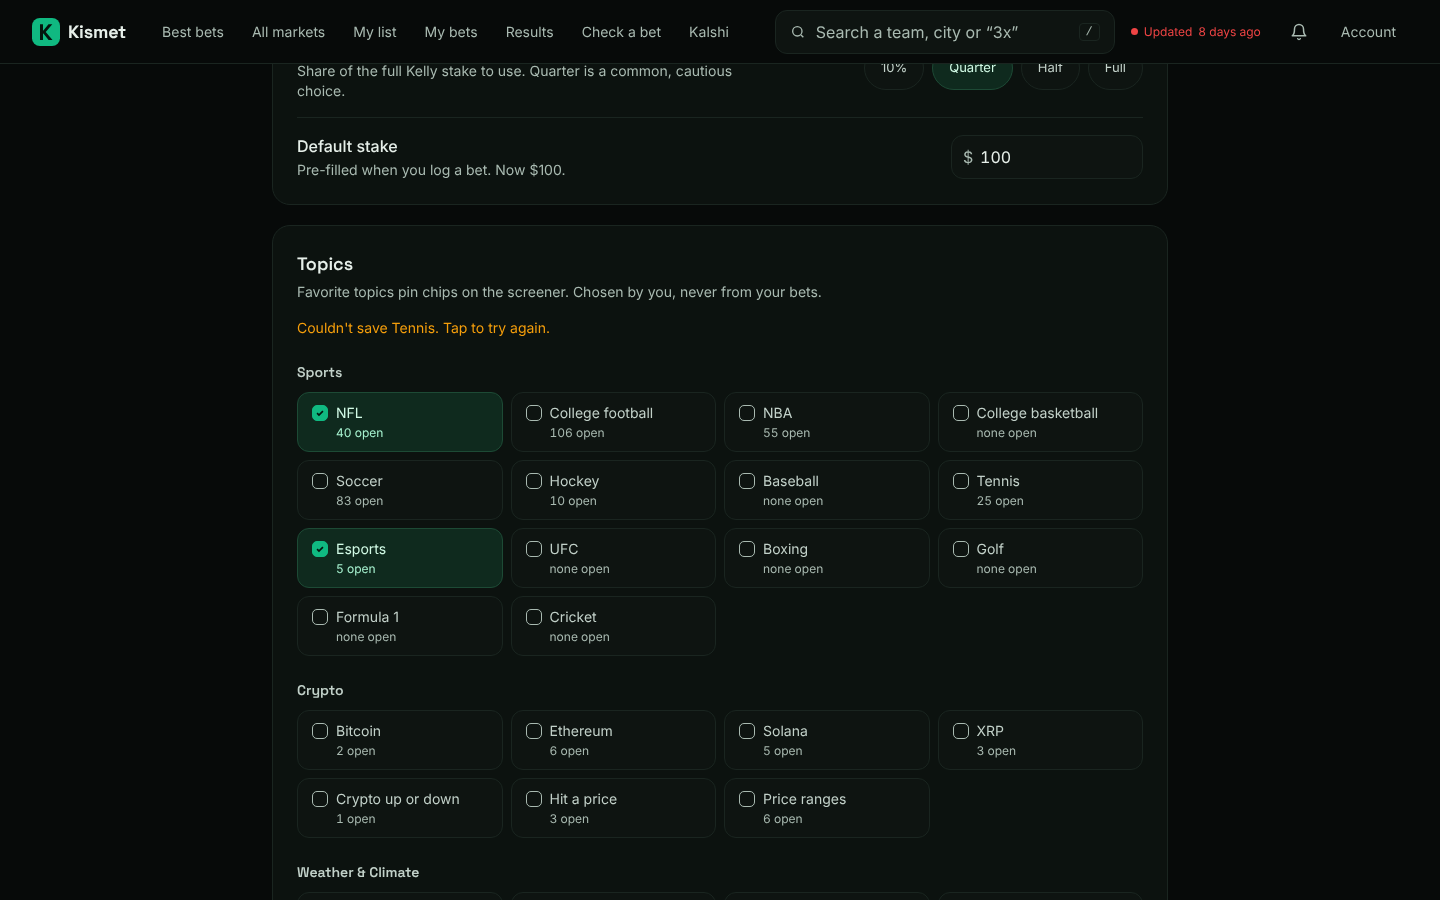 K Kismet
Best bets
All markets
My list
My bets
Results
Check a bet
Kalshi
Search a team, city or “3x”
/
Updated 8 days ago
Account
Share of the full Kelly stake to use. Quarter is a common, cautious
choice.
10%
Quarter
Half
Full
Default stake
Pre-filled when you log a bet. Now $100.
$ 100
Topics
Favorite topics pin chips on the screener. Chosen by you, never from your bets.
Couldn't save Tennis. Tap to try again.
Sports
NFL
40 open
College football
106 open
NBA
55 open
College basketball
none open
Soccer
83 open
Hockey
10 open
Baseball
none open
Tennis
25 open
Esports
5 open
UFC
none open
Boxing
none open
Golf
none open
Formula 1
none open
Cricket
none open
Crypto
Bitcoin
2 open
Ethereum
6 open
Solana
5 open
XRP
3 open
Crypto up or down
1 open
Hit a price
3 open
Price ranges
6 open
Weather & Climate